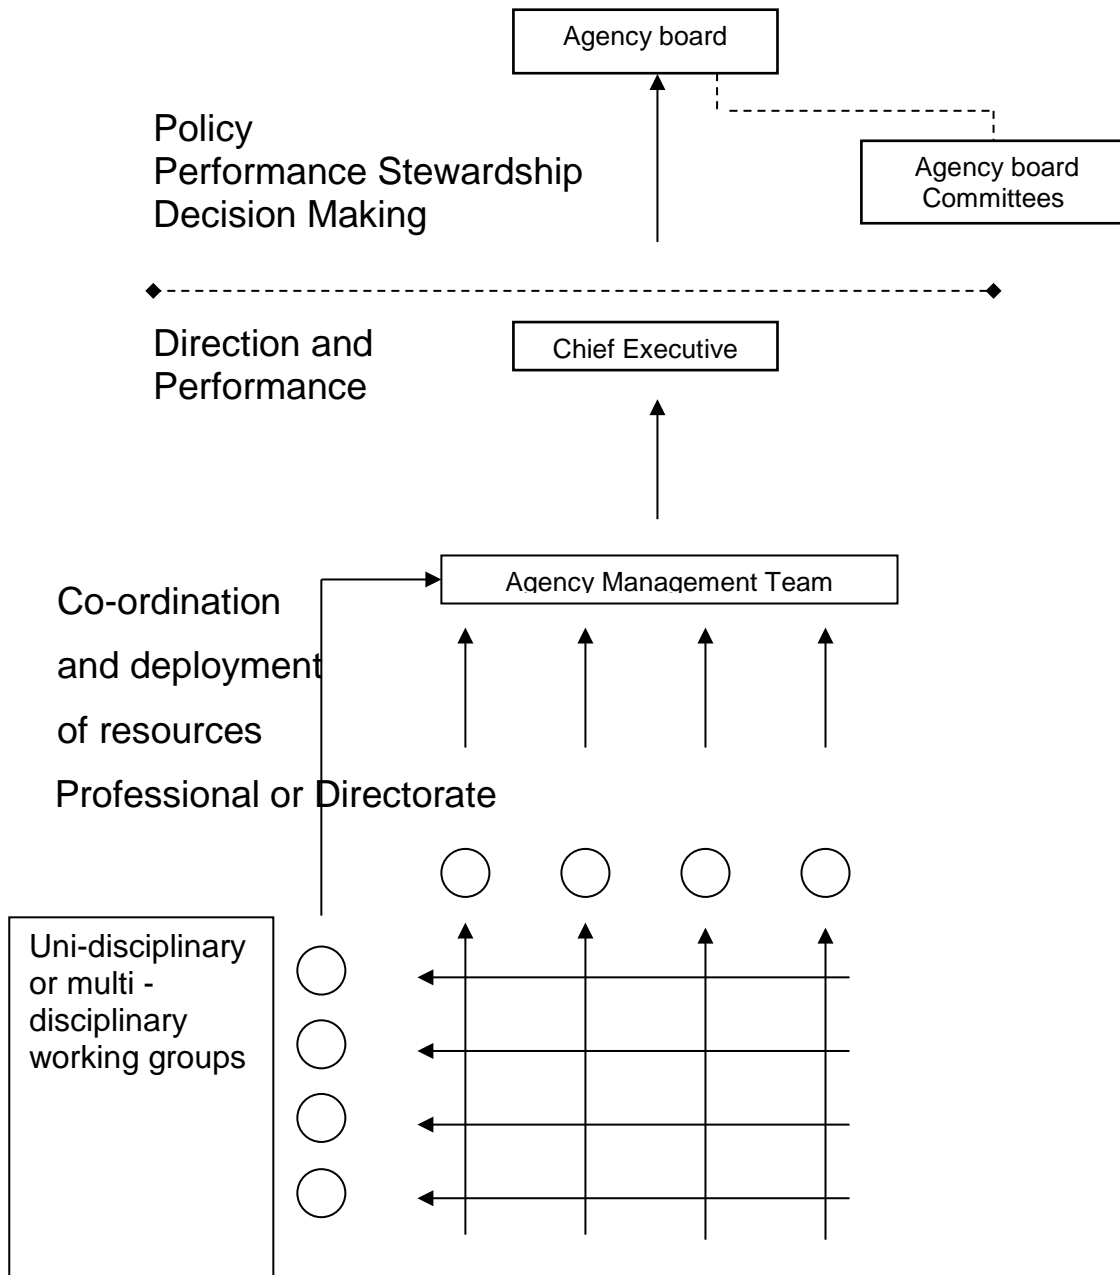 Agency board
Policy
Performance Stewardship
Decision Making
Agency board
Committees
Direction and
Performance
Chief Executive
Agency Management Team
Co-ordination
and deployment
of resources
Professional or Directorate
Uni-disciplinary
or multi -
disciplinary
working groups